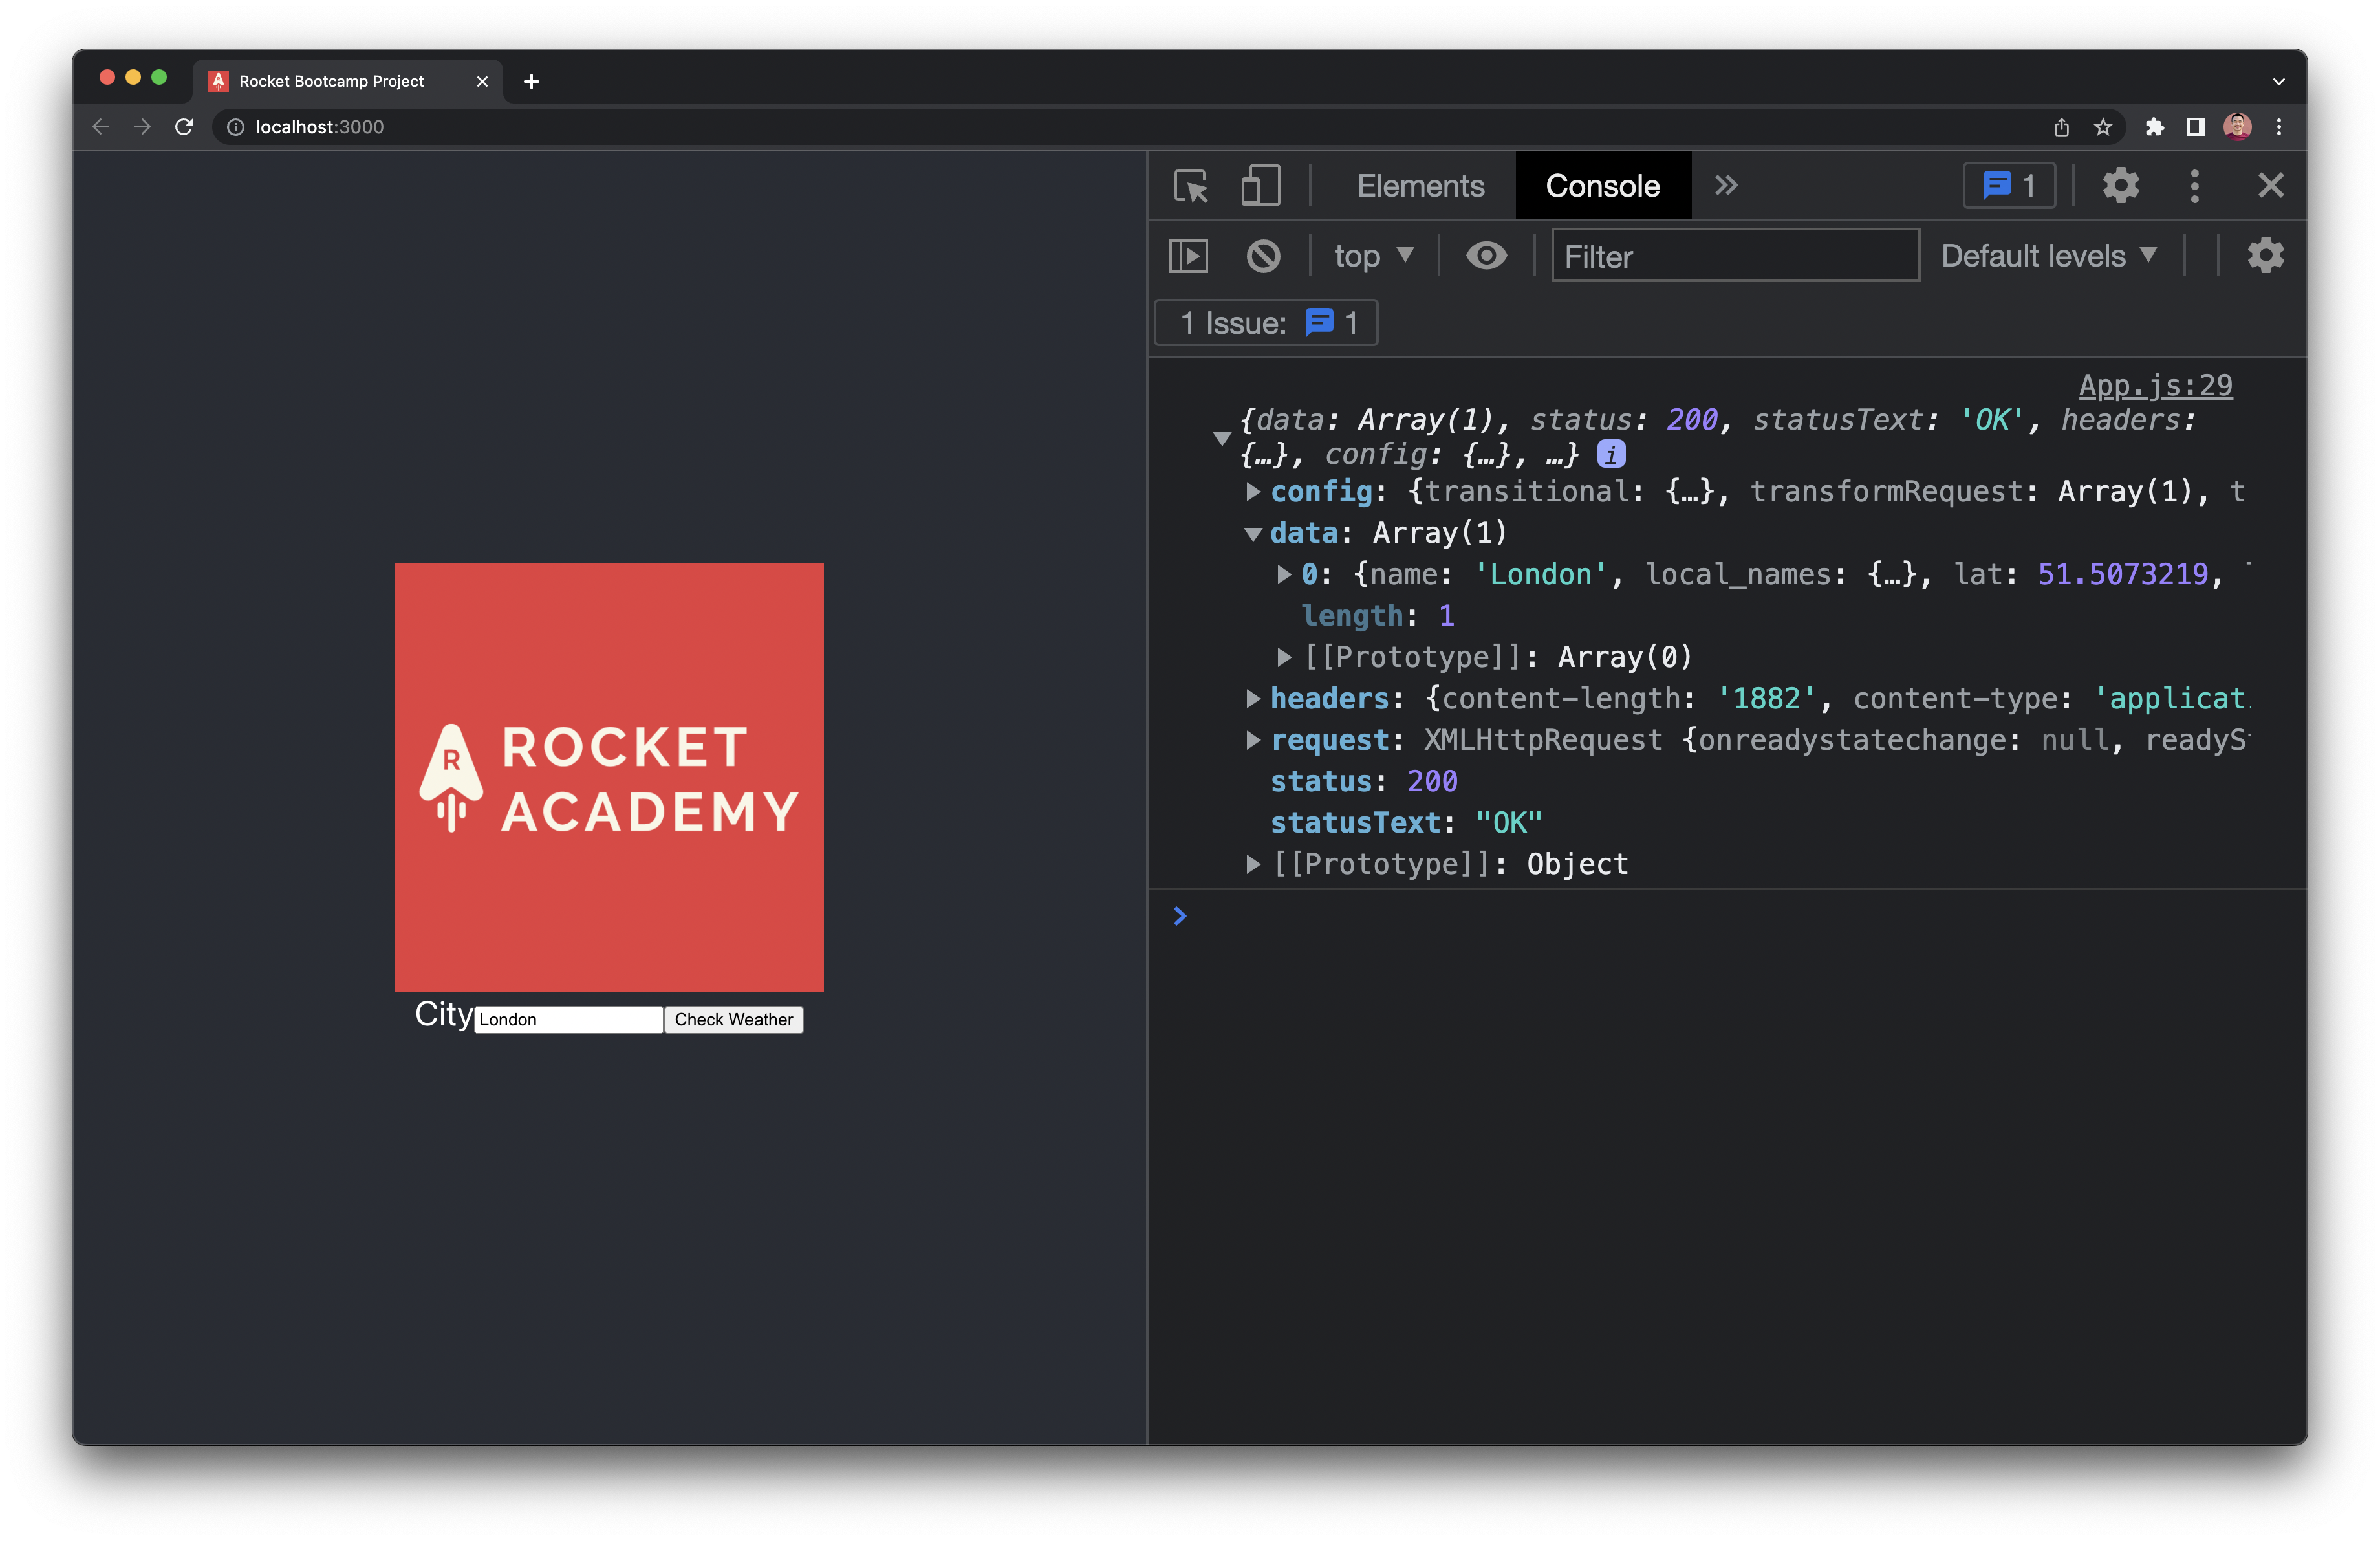 Rocket Bootcamp Project
localhost:3000
Elements
Console
1
top
Filter
Default levels
1 Issue: 1
App.js:29
{data: Array(1), status: 200, statusText: 'OK', headers:
{…}, config: {…}, …} i
config: {transitional: {…}, transformRequest: Array(1), t
data: Array(1)
0: {name: 'London', local_names: {…}, lat: 51.5073219,
length: 1
[[Prototype]]: Array(0)
headers: {content-length: '1882', content-type: 'applicat
request: XMLHttpRequest {onreadystatechange: null, readyS
status: 200
statusText: "OK"
[[Prototype]]: Object
R
ROCKET
ACADEMY
City
London
Check Weather